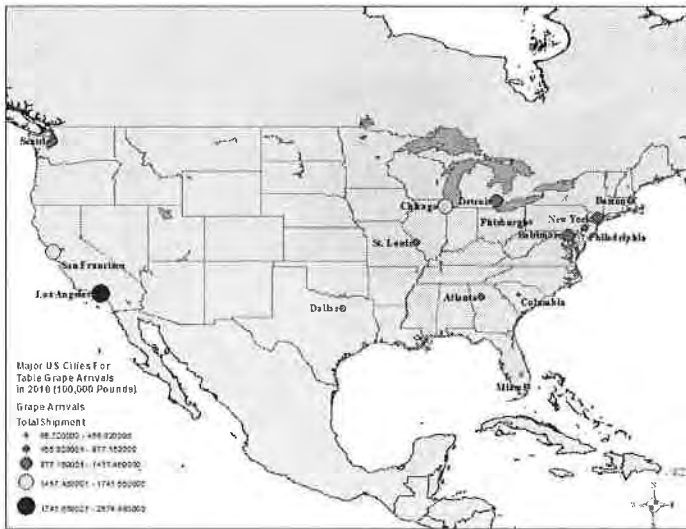 Seattle
Chicago
Detroit
Boston
New York
Pittsburgh
Baltimore
Philadelphia
St. Louis
San Francisco
Los Angeles
Dallas
Atlanta
Columbia
Miami
Major US Cities For
Table Grape Arrivals
in 2010 (100,000 Pounds)
Grape Arrivals
Total Shipment
N